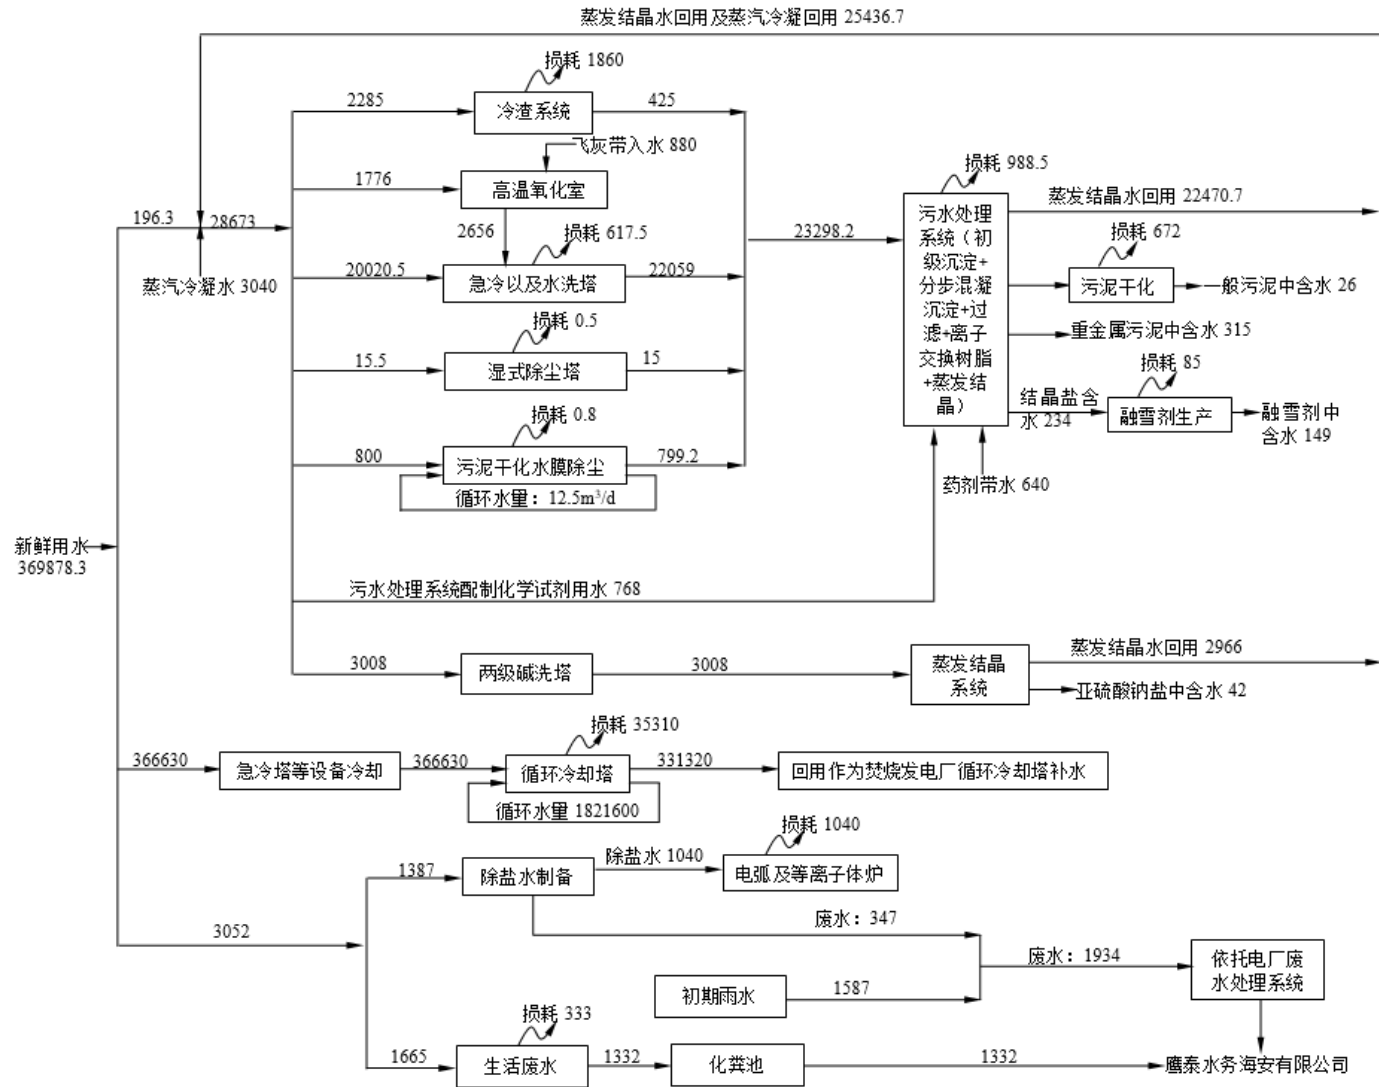 蒸发结晶水回用及蒸汽冷凝回用 25436.7
损耗 1860
2285
冷渣系统
425
飞灰带入水 880
1776
高温氧化室
2656
损耗 617.5
196.3
28673
蒸汽冷凝水 3040
20020.5
急冷以及水洗塔
22059
损耗 0.5
15.5
湿式除尘塔
15
损耗 0.8
800
污泥干化水膜除尘
799.2
循环水量：12.5m³/d
23298.2
损耗 988.5
污水处理
系统（初
级沉淀+
分步混凝
沉淀+过
滤+离子
交换树脂
+蒸发结
晶）
蒸发结晶水回用 22470.7
损耗 672
污泥干化
一般污泥中含水 26
重金属污泥中含水 315
损耗 85
结晶盐含
水 234
融雪剂生产
融雪剂中
含水 149
药剂带水 640
新鲜用水
369878.3
污水处理系统配制化学试剂用水 768
3008
两级碱洗塔
3008
蒸发结晶
系统
蒸发结晶水回用 2966
亚硫酸钠盐中含水 42
366630
急冷塔等设备冷却
366630
损耗 35310
循环冷却塔
331320
回用作为焚烧发电厂循环冷却塔补水
循环水量 1821600
损耗 1040
1387
除盐水制备
除盐水 1040
电弧及等离子体炉
3052
废水：347
废水：1934
依托电厂废
水处理系统
初期雨水
1587
损耗 333
1665
生活废水
1332
化粪池
1332
鹰泰水务海安有限公司